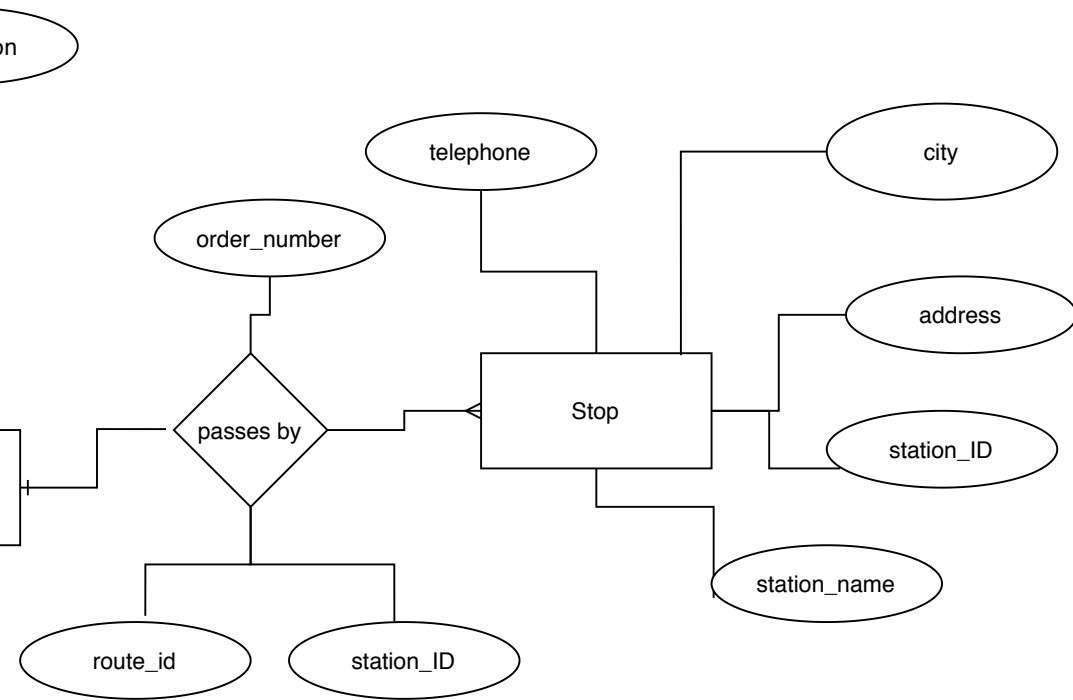 telephone
city
order_number
address
Stop
passes by
station_ID
station_name
route_id
station_ID